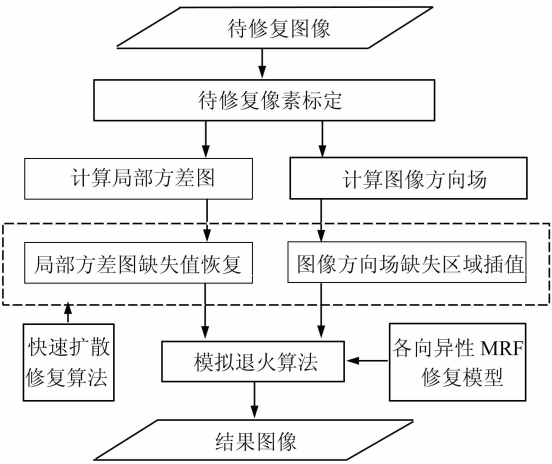 待修复图像
待修复像素标定
计算局部方差图
计算图像方向场
局部方差图缺失值恢复
图像方向场缺失区域插值
快速扩散
修复算法
模拟退火算法
各向异性 MRF
修复模型
结果图像